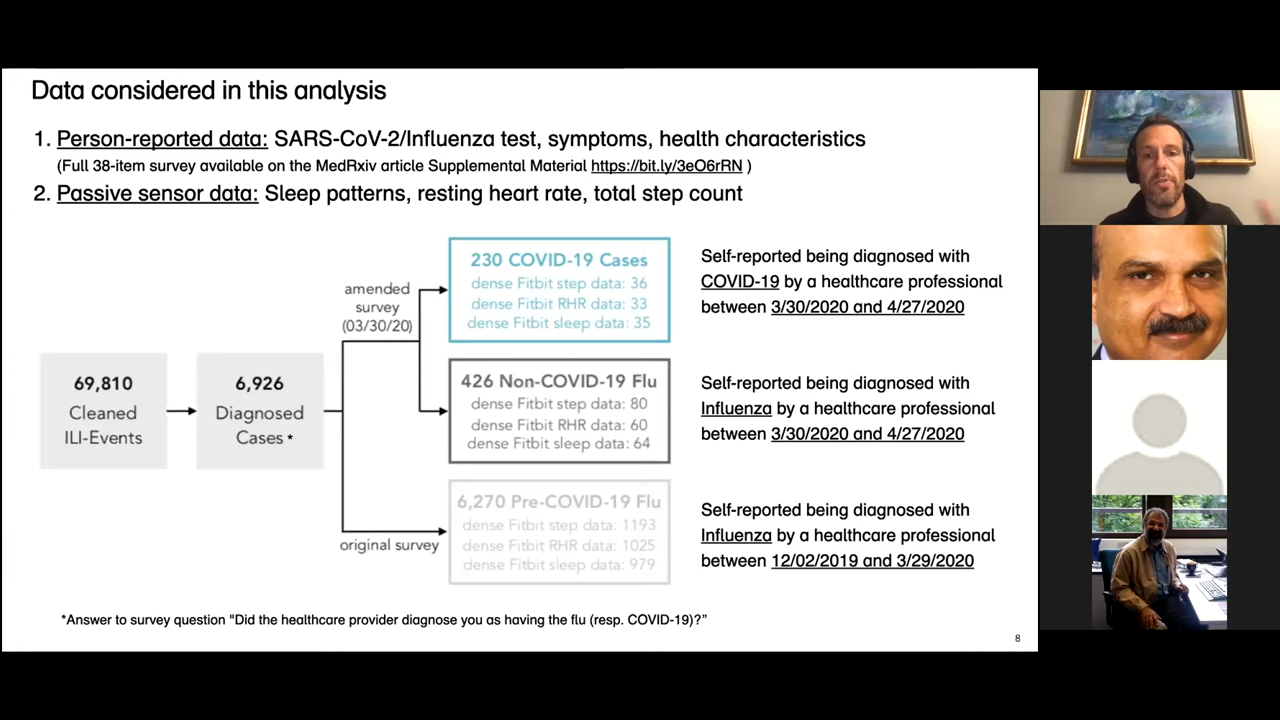 Data considered in this analysis
1. Person-reported data: SARS-CoV-2/Influenza test, symptoms, health characteristics
(Full 38-item survey available on the MedRxiv article Supplemental Material https://bit.ly/3eO6rRN )
2. Passive sensor data: Sleep patterns, resting heart rate, total step count
69,810
Cleaned
ILI-Events
6,926
Diagnosed
Cases *
amended
survey
(03/30/20)
original survey
230 COVID-19 Cases
dense Fitbit step data: 36
dense Fitbit RHR data: 33
dense Fitbit sleep data: 35
Self-reported being diagnosed with
COVID-19 by a healthcare professional
between 3/30/2020 and 4/27/2020
426 Non-COVID-19 Flu
dense Fitbit step data: 80
dense Fitbit RHR data: 60
dense Fitbit sleep data: 64
Self-reported being diagnosed with
Influenza by a healthcare professional
between 3/30/2020 and 4/27/2020
6,270 Pre-COVID-19 Flu
dense Fitbit step data: 1193
dense Fitbit RHR data: 1025
dense Fitbit sleep data: 979
Self-reported being diagnosed with
Influenza by a healthcare professional
between 12/02/2019 and 3/29/2020
*Answer to survey question "Did the healthcare provider diagnose you as having the flu (resp. COVID-19)?”
8